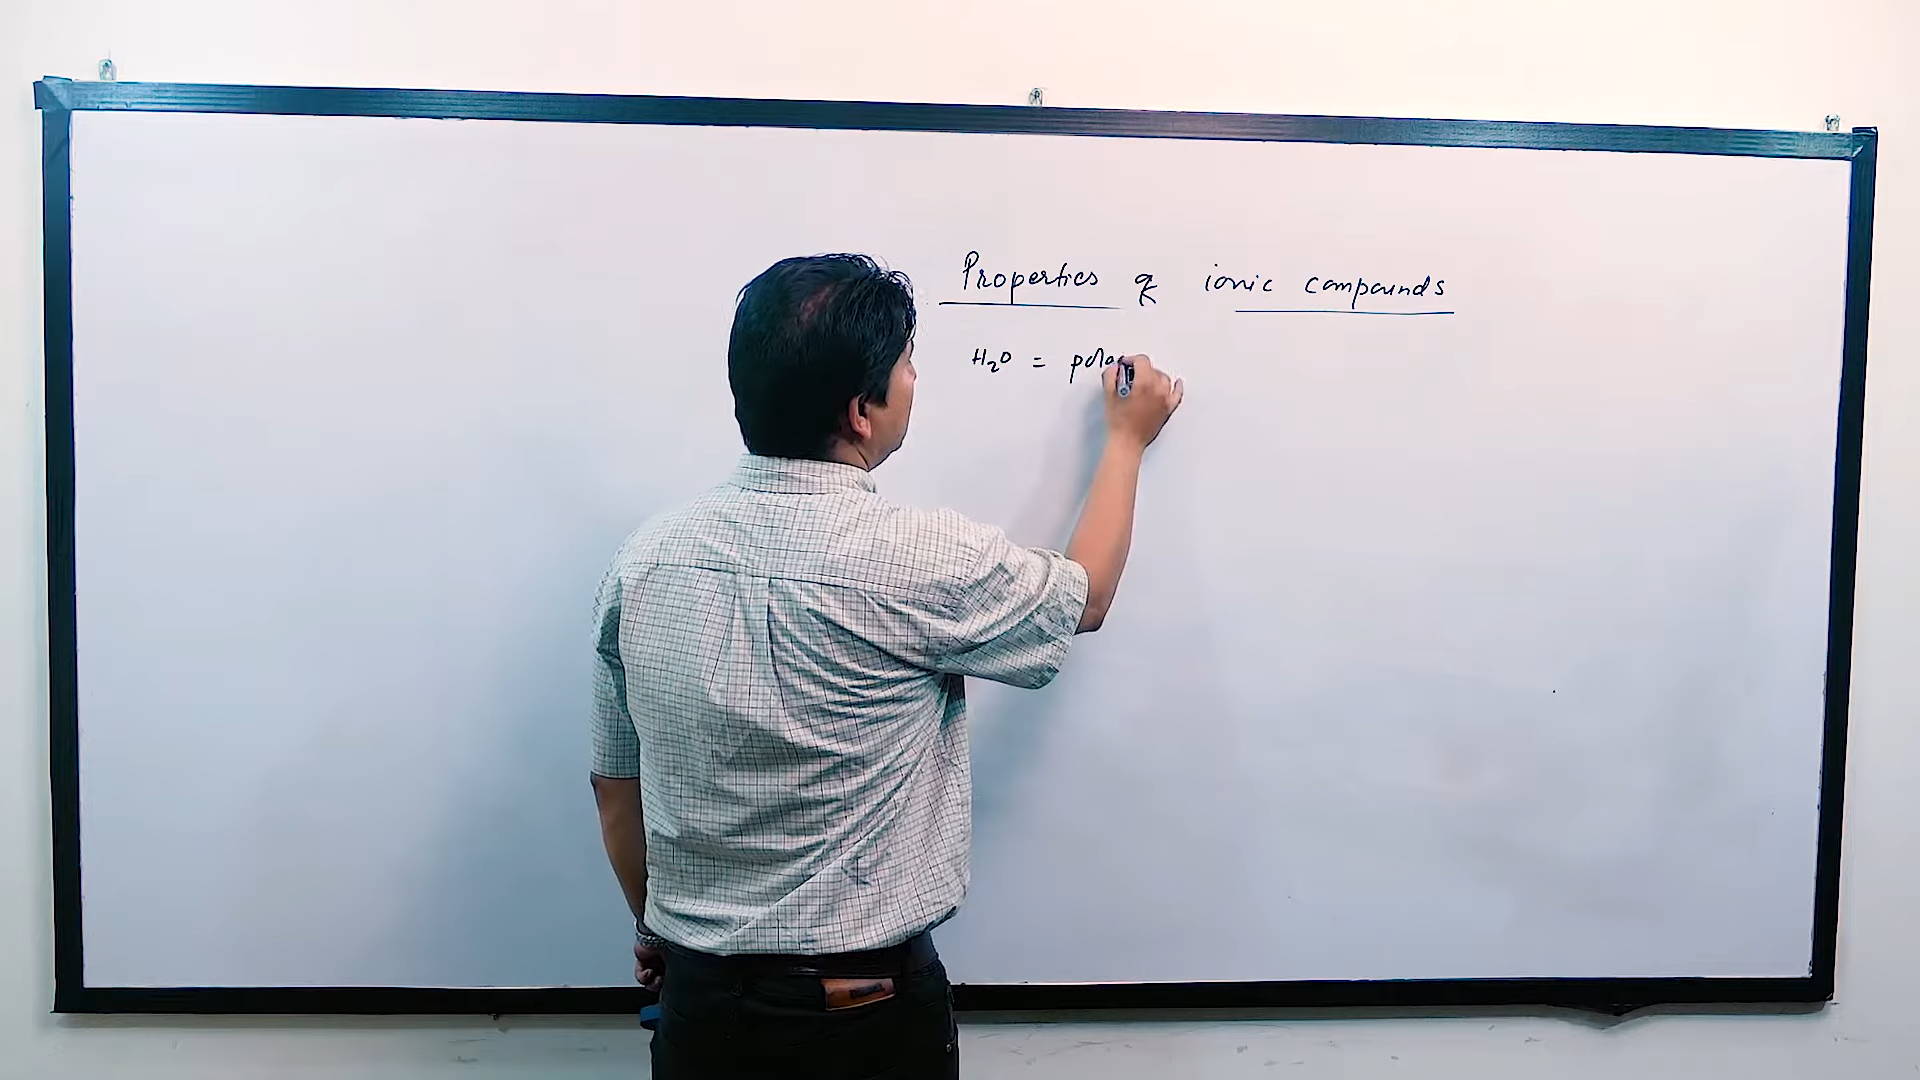 Properties of ionic compounds
H₂O = polar